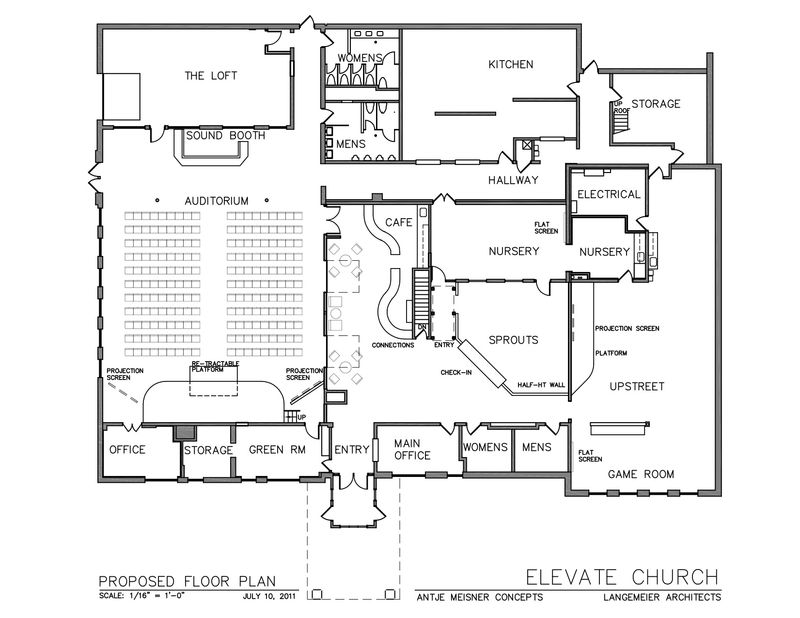 THE LOFT
WOMENS
KITCHEN
UP
ROOF
STORAGE
SOUND BOOTH
MENS
HALLWAY
AUDITORIUM
ELECTRICAL
CAFE
FLAT
SCREEN
NURSERY
NURSERY
ON
CONNECTIONS
ENTRY
SPROUTS
PROJECTION SCREEN
PLATFORM
CHECK-IN
HALF-HT WALL
UPSTREET
PROJECTION
SCREEN
RE-TRACTABLE
PLATFORM
PROJECTION
SCREEN
UP
OFFICE
STORAGE
GREEN RM
ENTRY
MAIN
OFFICE
WOMENS
MENS
FLAT
SCREEN
GAME ROOM
PROPOSED FLOOR PLAN
SCALE: 1/16" = 1'-0"
JULY 10, 2011
ELEVATE CHURCH
ANTJE MEISNER CONCEPTS
LANGEMEIER ARCHITECTS